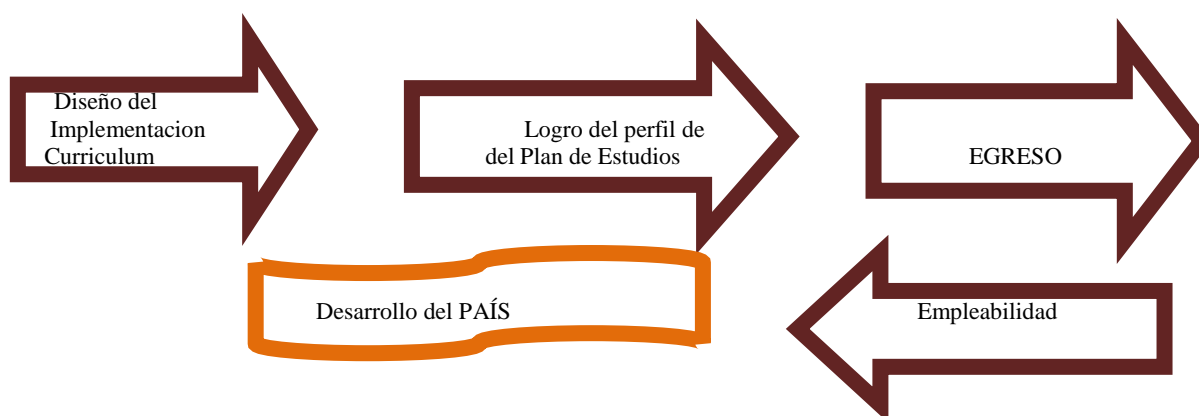 Diseño del
Implementacion
Curriculum
Logro del perfil de
del Plan de Estudios
EGRESO
Desarrollo del PAÍS
Empleabilidad